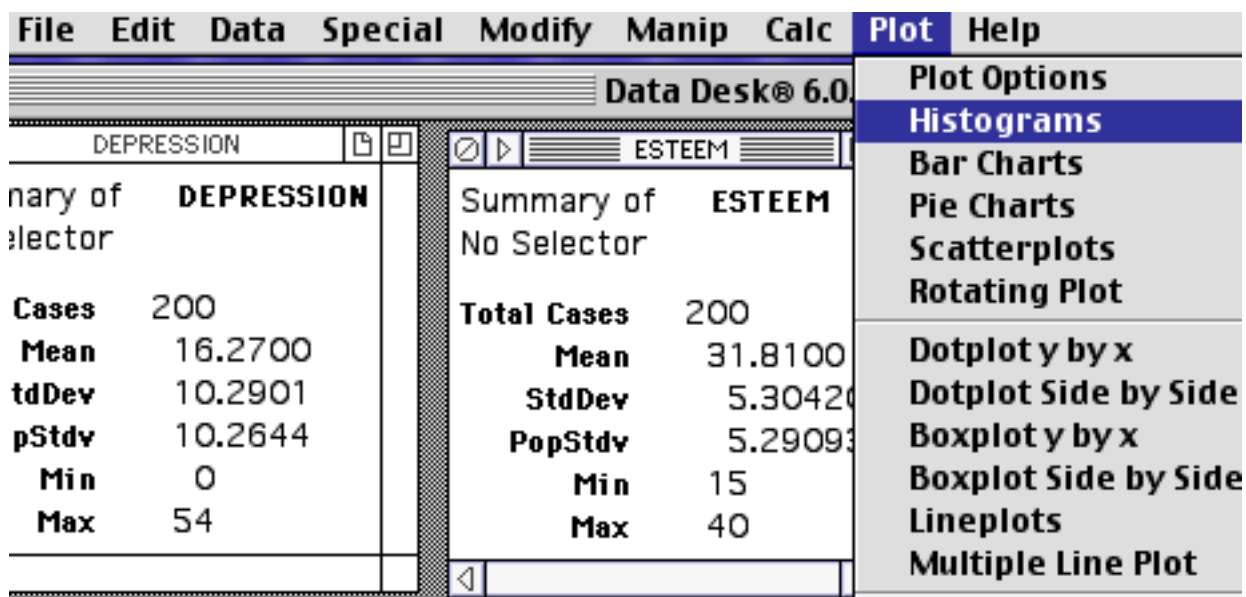 File Edit Data Special Modify Manip Calc Plot Help
Data Desk® 6.0.
DEPRESSION
mary of DEPRESSION
elector
Cases 200
Mean 16.2700
tdDev 10.2901
pStdv 10.2644
Min 0
Max 54
ESTEEM
Summary of ESTEEM
No Selector
Total Cases 200
Mean 31.8100
StdDev 5.30420
PopStdv 5.29093
Min 15
Max 40
Plot Options
Histograms
Bar Charts
Pie Charts
Scatterplots
Rotating Plot
Dotplot y by x
Dotplot Side by Side
Boxplot y by x
Boxplot Side by Side
Lineplots
Multiple Line Plot